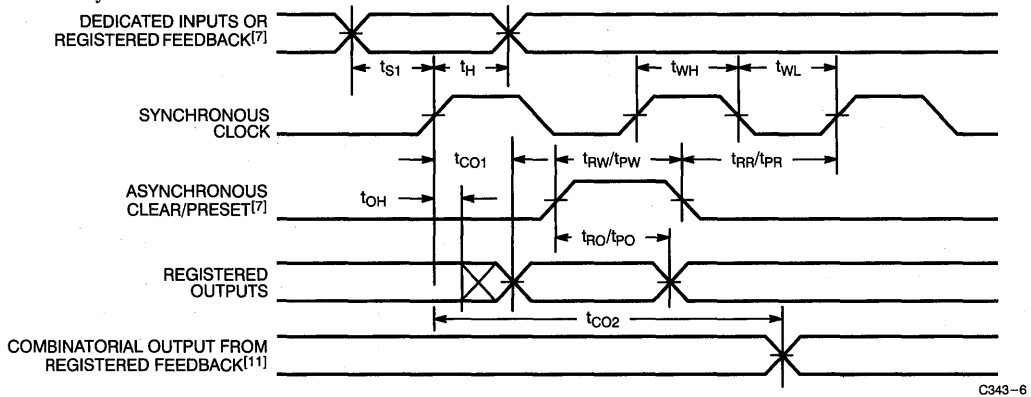 DEDICATED INPUTS OR
REGISTERED FEEDBACK[7]
tS1
tH
tWH
tWL
SYNCHRONOUS
CLOCK
tCO1
tRW/tPW
tRR/tPR
ASYNCHRONOUS
CLEAR/PRESET[7]
tOH
tRO/tPO
REGISTERED
OUTPUTS
tCO2
COMBINATORIAL OUTPUT FROM
REGISTERED FEEDBACK[11]
C343–6